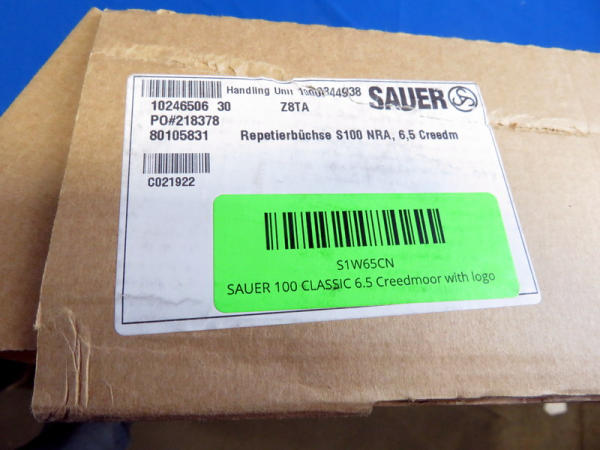 Handling Unit
SAUER
10246506 30 Z8TA
PO#218378
80105831 Repetierbüchse S100 NRA, 6,5 Creedm
C021922
S1W65CN
SAUER 100 CLASSIC 6.5 Creedmoor with logo